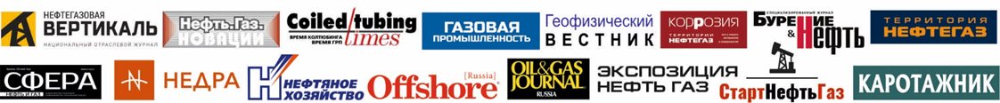 НЕФТЕГАЗОВАЯ
ВЕРТИКАЛЬ
НАЦИОНАЛЬНЫЙ ОТРАСЛЕВОЙ ЖУРНАЛ
Нефть.Газ.
НОВАЦИИ
Coiled tubing
times
ВРЕМЯ КОЛТЮБИНГА
ВРЕМЯ ГРП
ГАЗОВАЯ
ПРОМЫШЛЕННОСТЬ
Геофизический
ВЕСТНИК
КОРРОЗИЯ
ТЕРРИТОРИИ
НЕФТЕГАЗ
СПЕЦИАЛИЗИРОВАННЫЙ ЖУРНАЛ
БУРЕНИЕ
& НЕФТЬ
ТЕРРИТОРИЯ
НЕФТЕГАЗ
СФЕРА
НЕФТЬ И ГАЗ
НЕДРА
НЕФТЯНОЕ
ХОЗЯЙСТВО
[Russia]
Offshore
OIL&GAS
JOURNAL
RUSSIA
ЭКСПОЗИЦИЯ
НЕФТЬ ГАЗ
СтартНефтьГаз
КАРОТАЖНИК